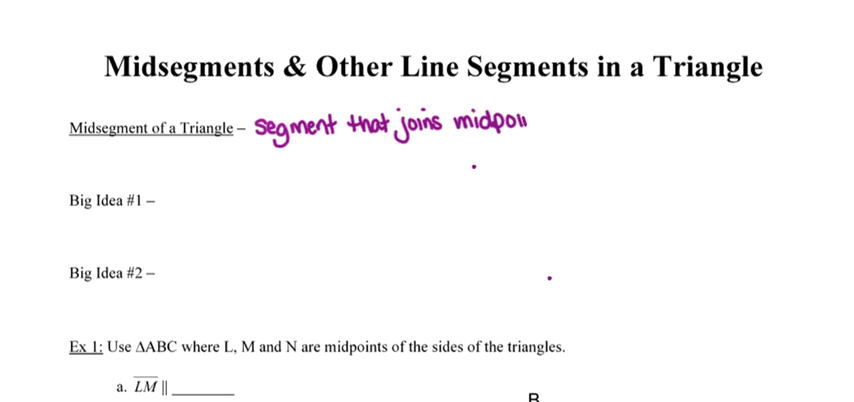 Midsegments & Other Line Segments in a Triangle
Midsegment of a Triangle – segment that joins
Big Idea #1 –
Big Idea #2 –
Ex 1: Use ΔABC where L, M and N are midpoints of the sides of the triangles.
a. LM || ________
B